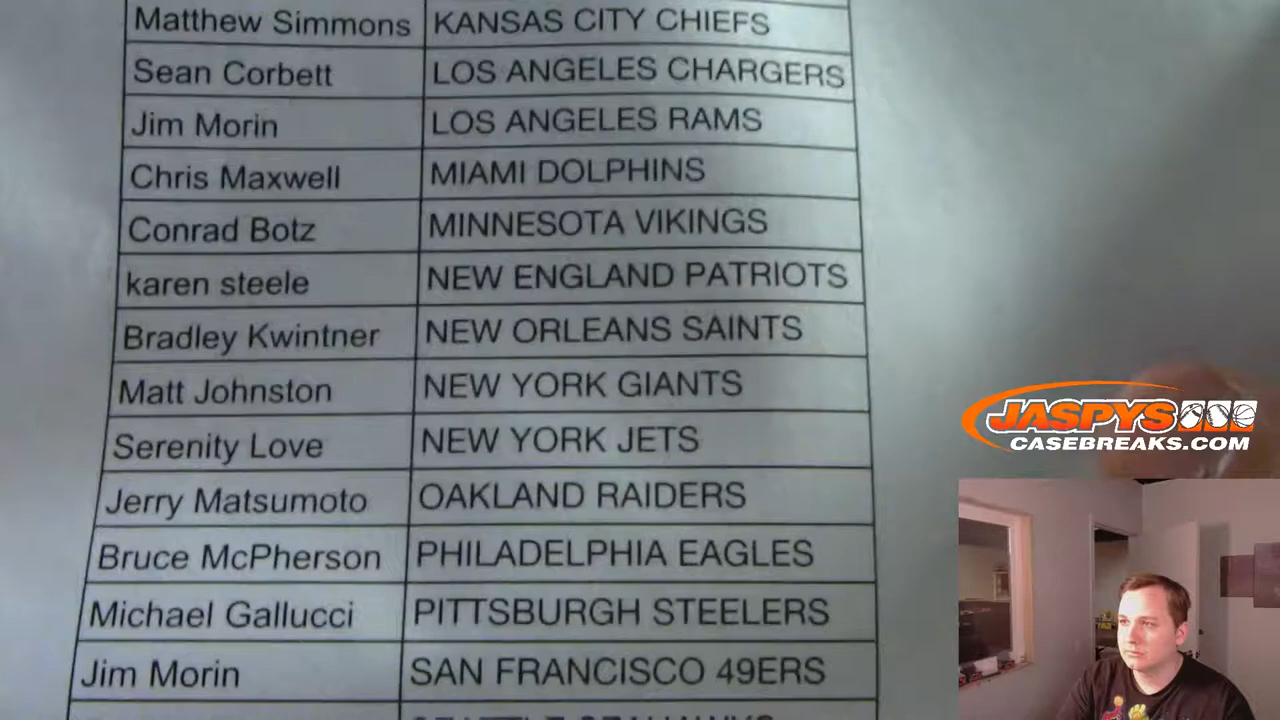 Matthew Simmons KANSAS CITY CHIEFS
Sean Corbett LOS ANGELES CHARGERS
Jim Morin LOS ANGELES RAMS
Chris Maxwell MIAMI DOLPHINS
Conrad Botz MINNESOTA VIKINGS
karen steele NEW ENGLAND PATRIOTS
Bradley Kwintner NEW ORLEANS SAINTS
Matt Johnston NEW YORK GIANTS
Serenity Love NEW YORK JETS
Jerry Matsumoto OAKLAND RAIDERS
Bruce McPherson PHILADELPHIA EAGLES
Michael Gallucci PITTSBURGH STEELERS
Jim Morin SAN FRANCISCO 49ERS
SEATTLE SEAHAWKS
JASPYS
CASEBREAKS.COM